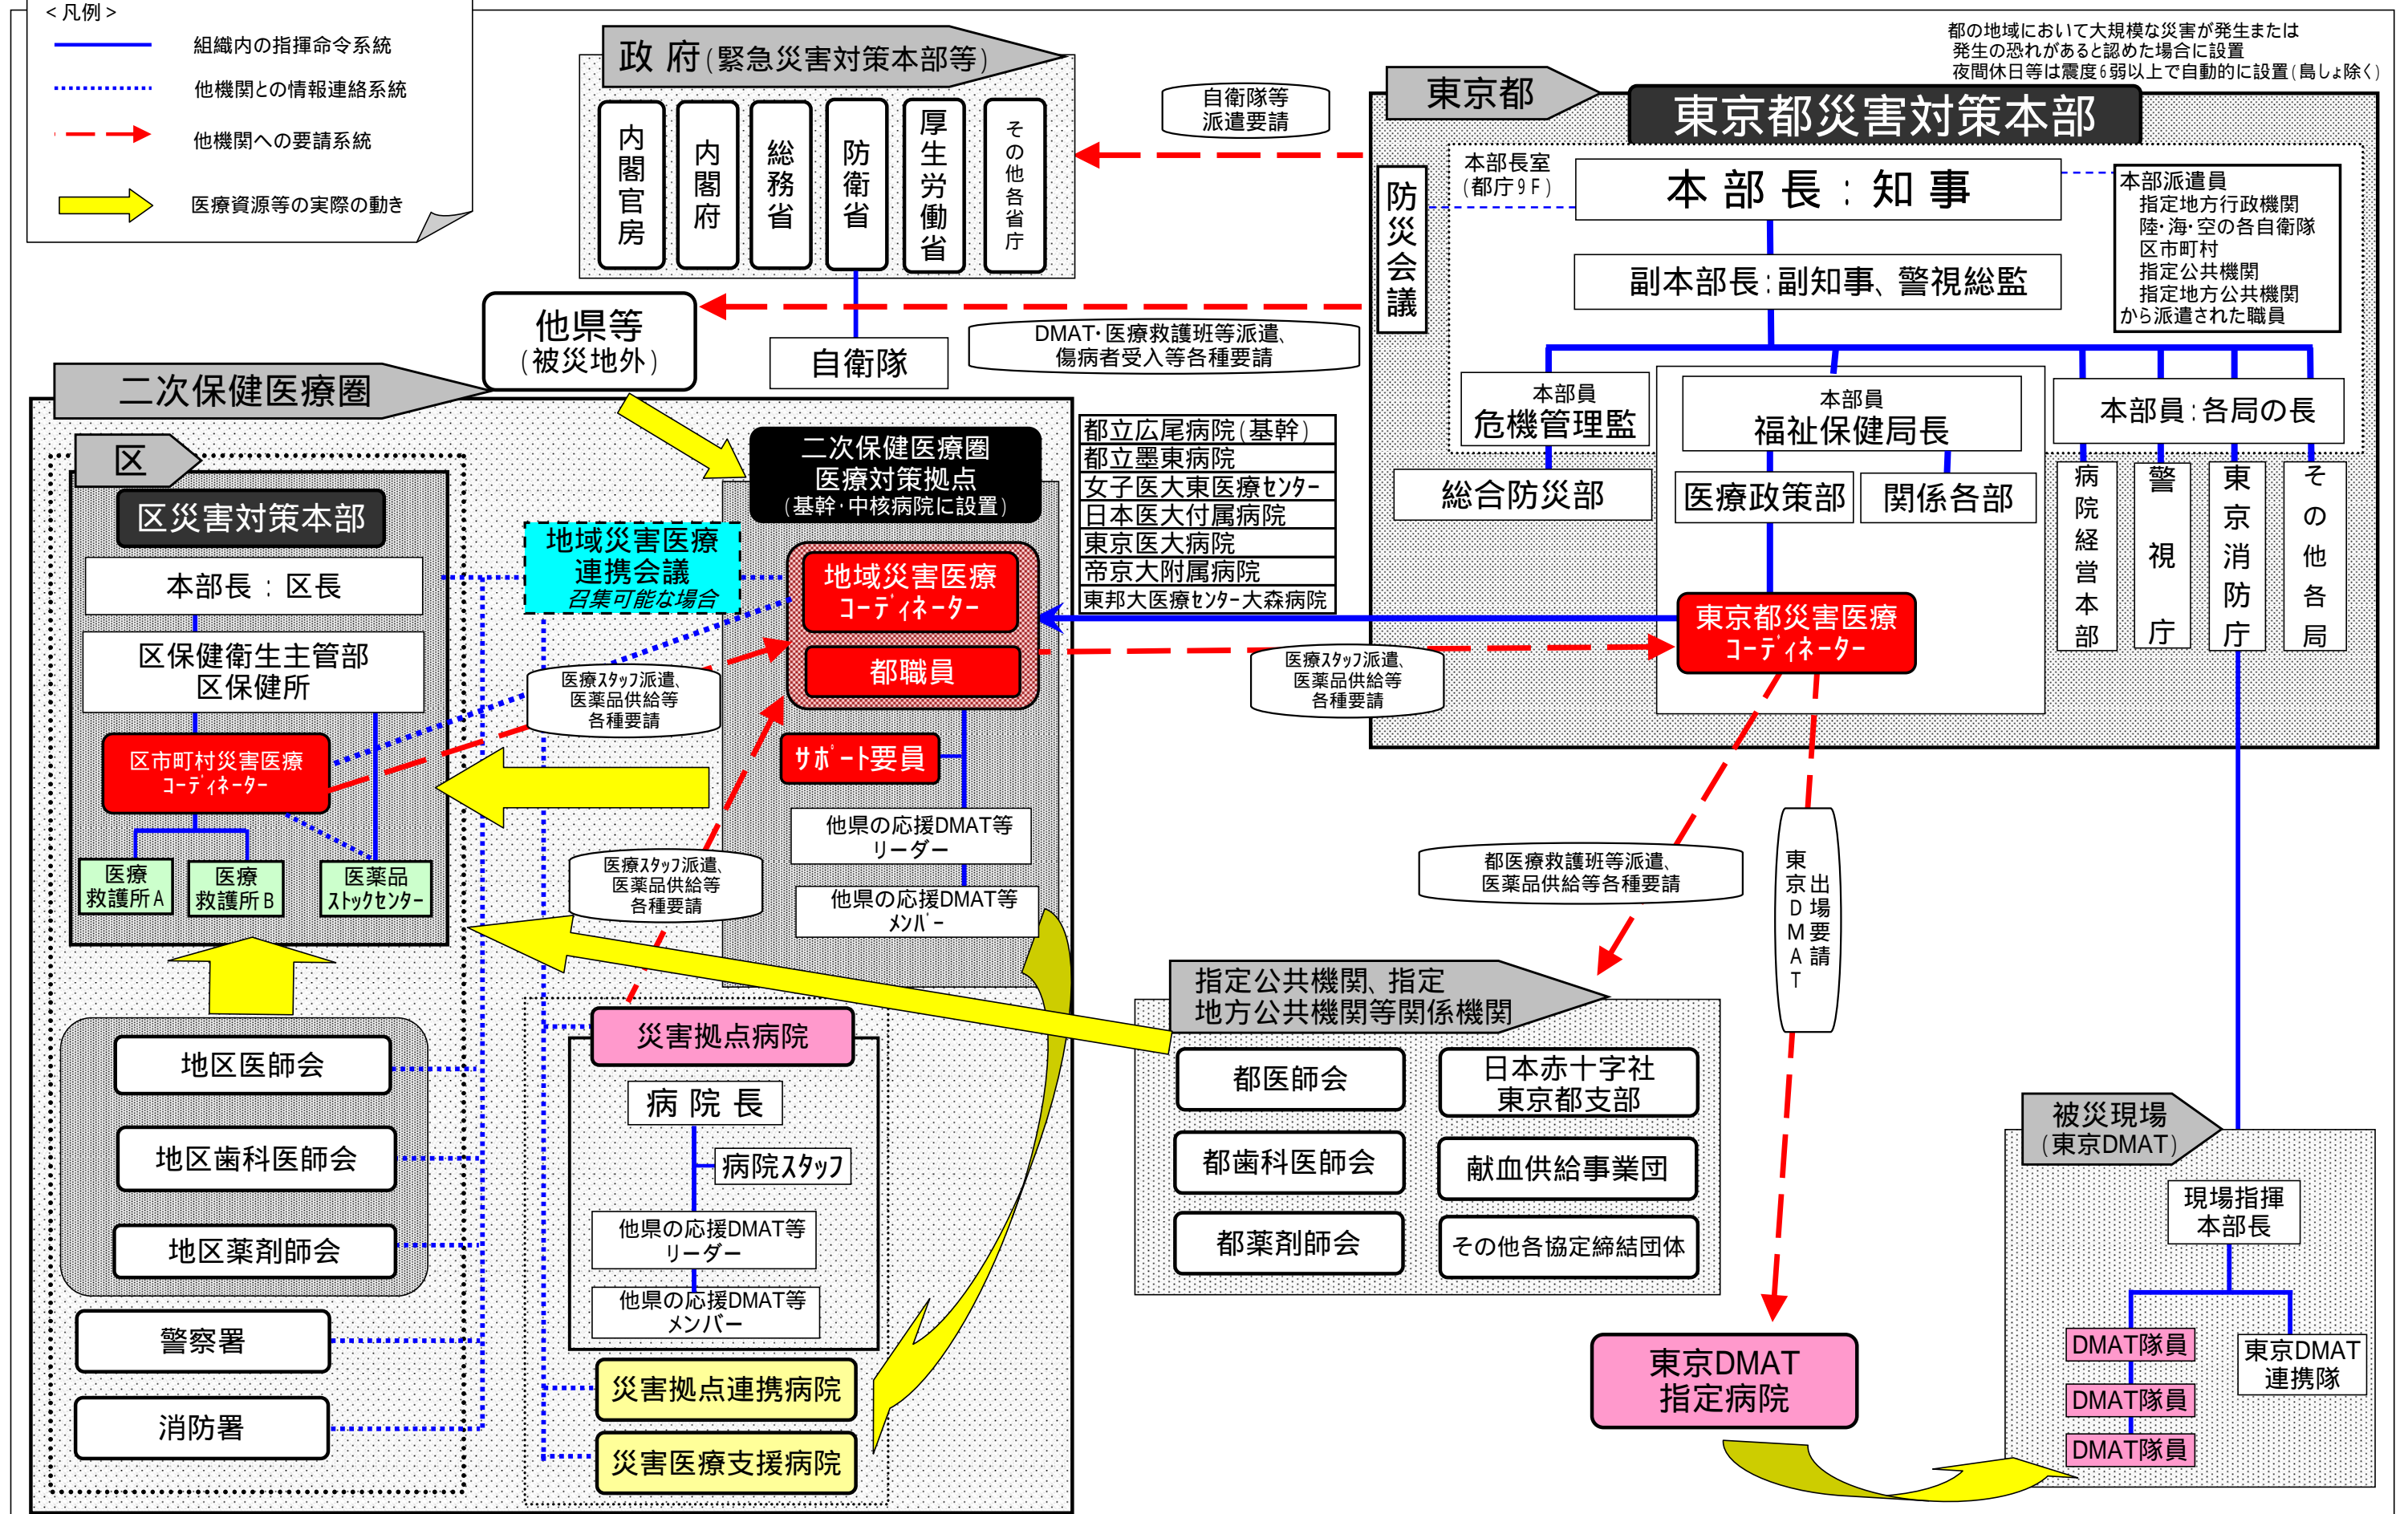 ＜凡例＞
組織内の指揮命令系統
他機関との情報連絡系統
他機関への要請系統
医療資源等の実際の動き
政 府(緊急災害対策本部等)
内閣官房
内閣府
総務省
防衛省
厚生労働省
その他各省庁
自衛隊
自衛隊等
派遣要請
他県等
(被災地外)
DMAT・医療救護班等派遣、
傷病者受入等各種要請
都の地域において大規模な災害が発生または
発生の恐れがあると認めた場合に設置
夜間休日等は震度6弱以上で自動的に設置(島しょ除く)
東京都
東京都災害対策本部
防災会議
本部長室
(都庁9F)
本 部 長 : 知 事
本部派遣員
指定地方行政機関
陸・海・空の各自衛隊
区市町村
指定公共機関
指定地方公共機関
から派遣された職員
副本部長:副知事、警視総監
本部員
危機管理監
本部員
福祉保健局長
本部員:各局の長
総合防災部
医療政策部
関係各部
病院経営本部
警視庁
東京消防庁
その他各局
東京都災害医療
ｺｰﾃﾞｨﾈｰﾀｰ
二次保健医療圏
区
区災害対策本部
本部長 : 区長
区保健衛生主管部
区保健所
区市町村災害医療
ｺｰﾃﾞｨﾈｰﾀｰ
医療
救護所A
医療
救護所B
医薬品
ｽﾄｯｸｾﾝﾀｰ
地区医師会
地区歯科医師会
地区薬剤師会
警察署
消防署
地域災害医療
連携会議
召集可能な場合
二次保健医療圏
医療対策拠点
(基幹・中核病院に設置)
地域災害医療
ｺｰﾃﾞｨﾈｰﾀｰ
都職員
ｻﾎﾟｰﾄ要員
他県の応援DMAT等
リーダー
他県の応援DMAT等
ﾒﾝﾊﾞｰ
都立広尾病院(基幹)
都立墨東病院
女子医大東医療ｾﾝﾀｰ
日本医大付属病院
東京医大病院
帝京大附属病院
東邦大医療ｾﾝﾀｰ大森病院
医療ｽﾀｯﾌ派遣、
医薬品供給等
各種要請
医療ｽﾀｯﾌ派遣、
医薬品供給等
各種要請
医療ｽﾀｯﾌ派遣、
医薬品供給等
各種要請
災害拠点病院
病 院 長
病院ｽﾀｯﾌ
他県の応援DMAT等
リーダー
他県の応援DMAT等
メンバー
災害拠点連携病院
災害医療支援病院
都医療救護班等派遣、
医薬品供給等各種要請
東京DMAT
出場要請
指定公共機関、指定
地方公共機関等関係機関
都医師会
日本赤十字社
東京都支部
都歯科医師会
献血供給事業団
都薬剤師会
その他各協定締結団体
東京DMAT
指定病院
被災現場
(東京DMAT)
現場指揮
本部長
DMAT隊員
DMAT隊員
DMAT隊員
東京DMAT
連携隊